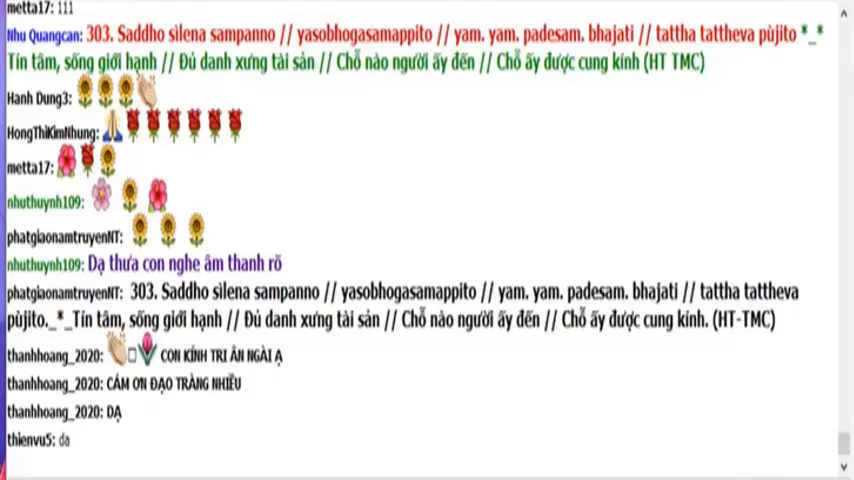 metta17: 111
Nhu Quangcan: 303. Saddho sìlena sampanno // yasobhogasamappito // yam. yam. padesam. bhajati // tattha tattheva pùjito *_*
Tín tâm, sống giới hạnh // Đủ danh xưng tài sản // Chỗ nào người ấy đến // Chỗ ấy được cung kính (HT TMC)
Hanh Dung3: 🌻🌻🌻👏🏻
HongThiKimNhung: 🙏🏻🌹🌹🌹🌹🌹🌹
metta17: 🌺🌹🌻
nhuthuynh109: 🌸🌻🌺
phatgiaonamtruyenNT: 🌻🌻🌻
nhuthuynh109: Dạ thưa con nghe âm thanh rõ
phatgiaonamtruyenNT: 303. Saddho sìlena sampanno // yasobhogasamappito // yam. yam. padesam. bhajati // tattha tattheva
pùjito._*_Tín tâm, sống giới hạnh // Đủ danh xưng tài sản // Chỗ nào người ấy đến // Chỗ ấy được cung kính. (HT-TMC)
thanhhoang_2020: 👏🏻□🌷 CON KÍNH TRI ÂN NGÀI Ạ
thanhhoang_2020: CÁM ƠN ĐẠO TRÀNG NHIỀU
thanhhoang_2020: DẠ
thienvu5: da